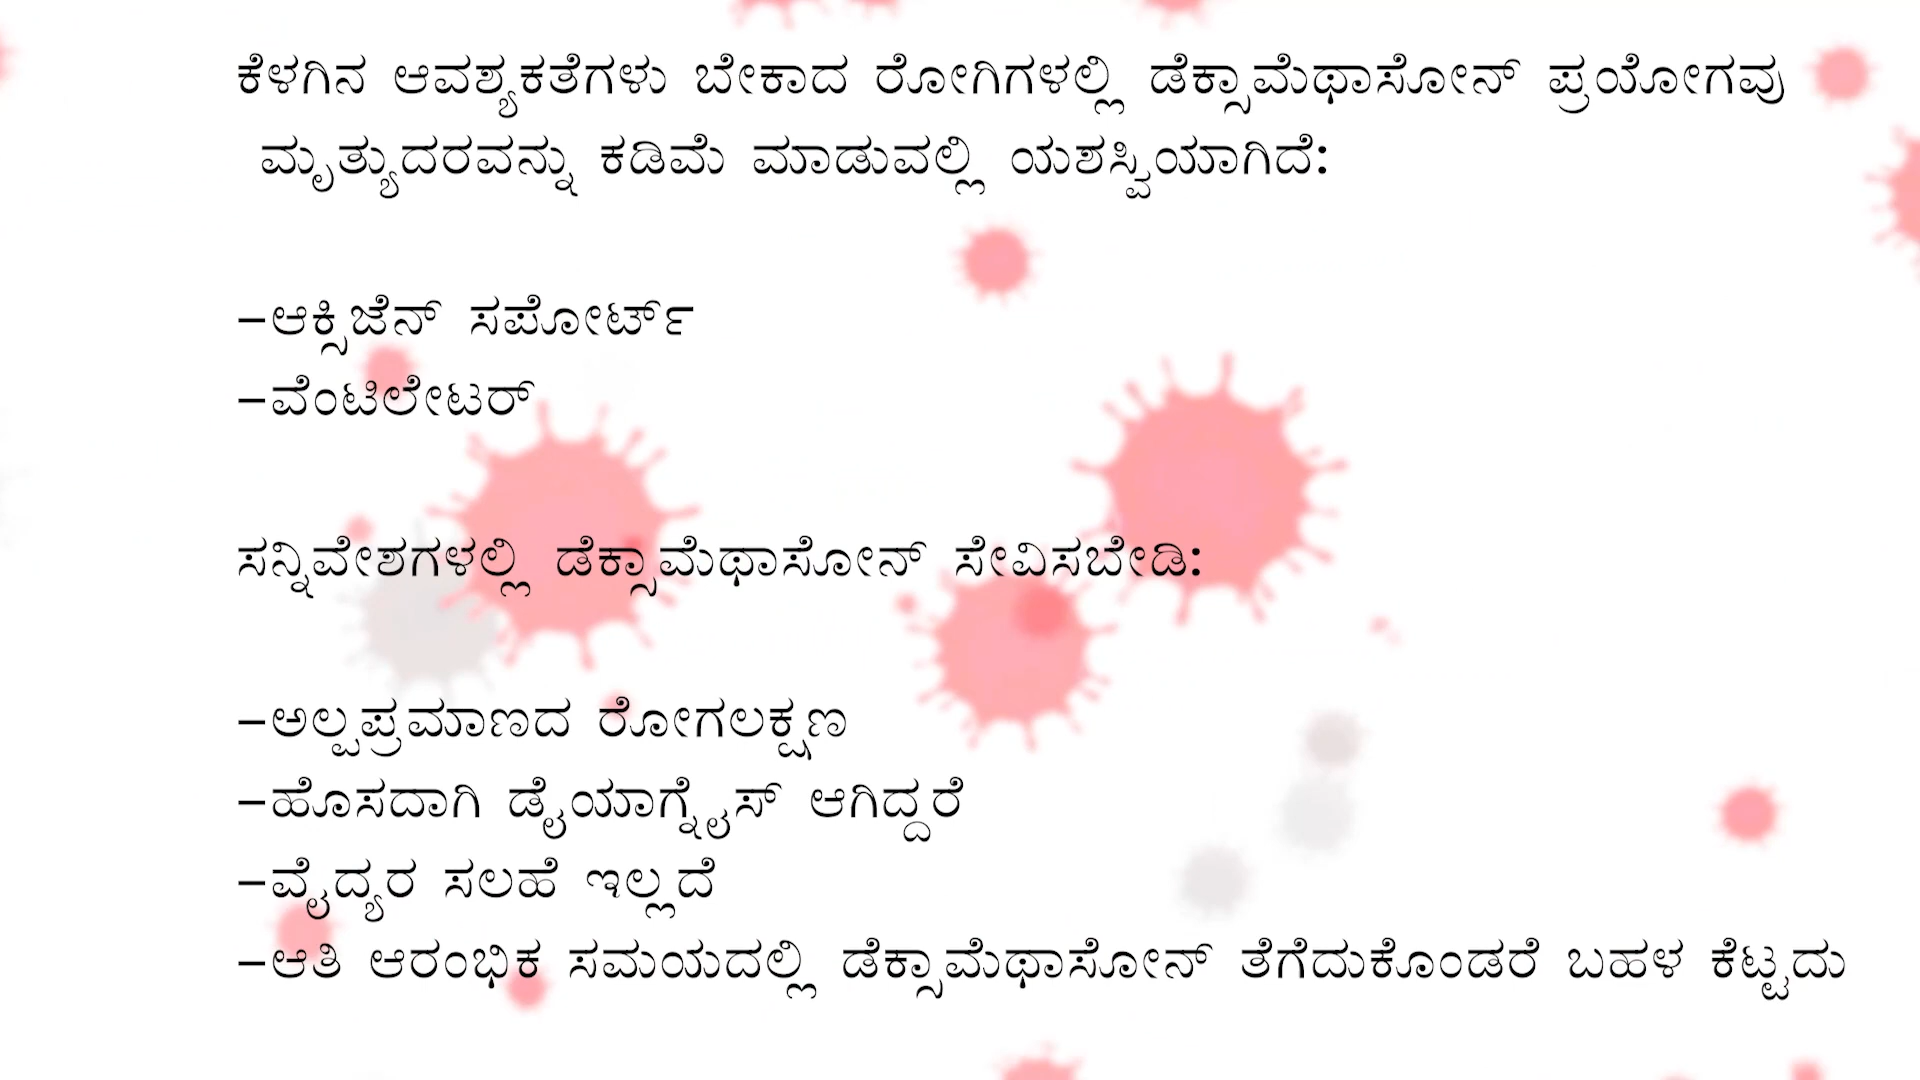 ಕೆಳಗಿನ ಆವಶ್ಯಕತೆಗಳು ಬೇಕಾದ ರೋಗಿಗಳಲ್ಲಿ ಡೆಕ್ಸಾಮೆಥಾಸೋನ್ ಪ್ರಯೋಗವು
ಮೃತ್ಯುದರವನ್ನು ಕಡಿಮೆ ಮಾಡುವಲ್ಲಿ ಯಶಸ್ವಿಯಾಗಿದೆ:
–ಆಕ್ಸಿಜೆನ್ ಸಪೋರ್ಟ್
–ವೆಂಟಿಲೇಟರ್
ಸನ್ನಿವೇಶಗಳಲ್ಲಿ ಡೆಕ್ಸಾಮೆಥಾಸೋನ್ ಸೇವಿಸಬೇಡಿ:
–ಅಲ್ಪಪ್ರಮಾಣದ ರೋಗಲಕ್ಷಣ
–ಹೊಸದಾಗಿ ಡೈಯಾಗ್ನೈಸ್ ಆಗಿದ್ದರೆ
–ವೈದ್ಯರ ಸಲಹೆ ಇಲ್ಲದೆ
–ಆತಿ ಆರಂಭಿಕ ಸಮಯದಲ್ಲಿ ಡೆಕ್ಸಾಮೆಥಾಸೋನ್ ತೆಗೆದುಕೊಂಡರೆ ಬಹಳ ಕೆಟ್ಟದು